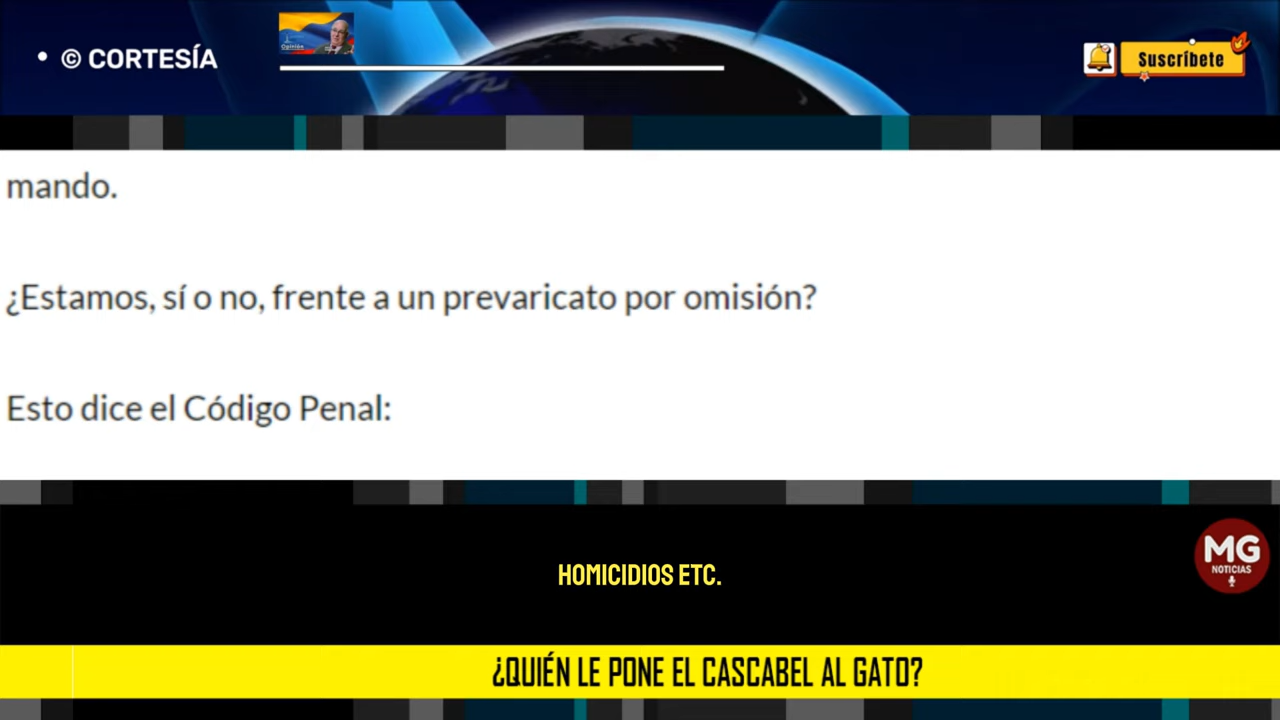 • © CORTESÍA
Opinión
Suscríbete
mando.
¿Estamos, sí o no, frente a un prevaricato por omisión?
Esto dice el Código Penal:
HOMICIDIOS ETC.
MG
NOTICIAS
¿QUIÉN LE PONE EL CASCABEL AL GATO?